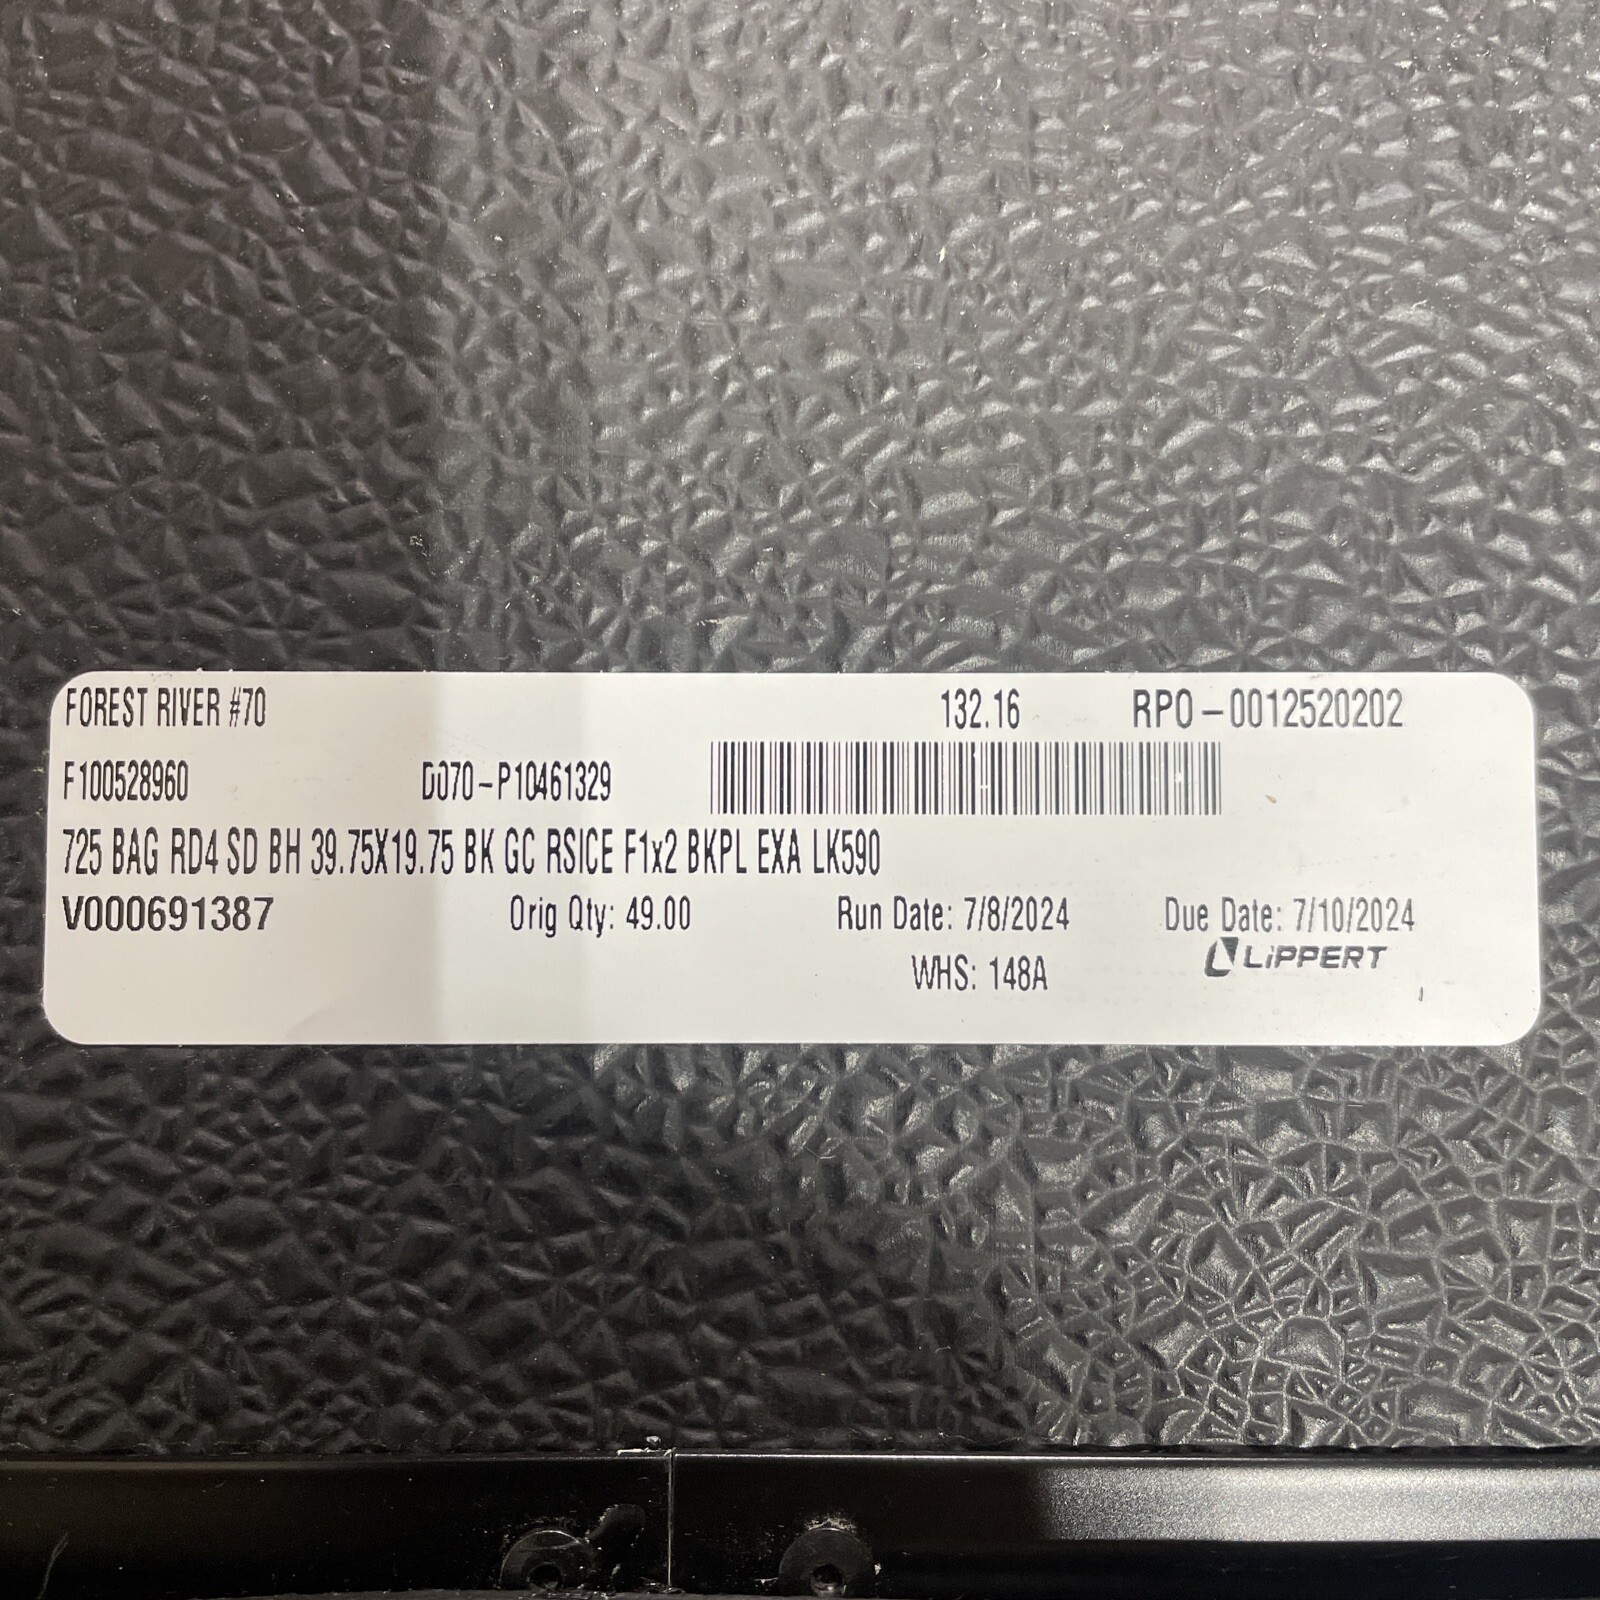 FOREST RIVER #70 132.16 RPO-0012520202
F100528960 D070-P10461329
725 BAG RD4 SD BH 39.75X19.75 BK GC RSICE F1x2 BKPL EXA LK590
V000691387 Orig Qty: 49.00 Run Date: 7/8/2024 Due Date: 7/10/2024
WHS: 148A LiPPERT